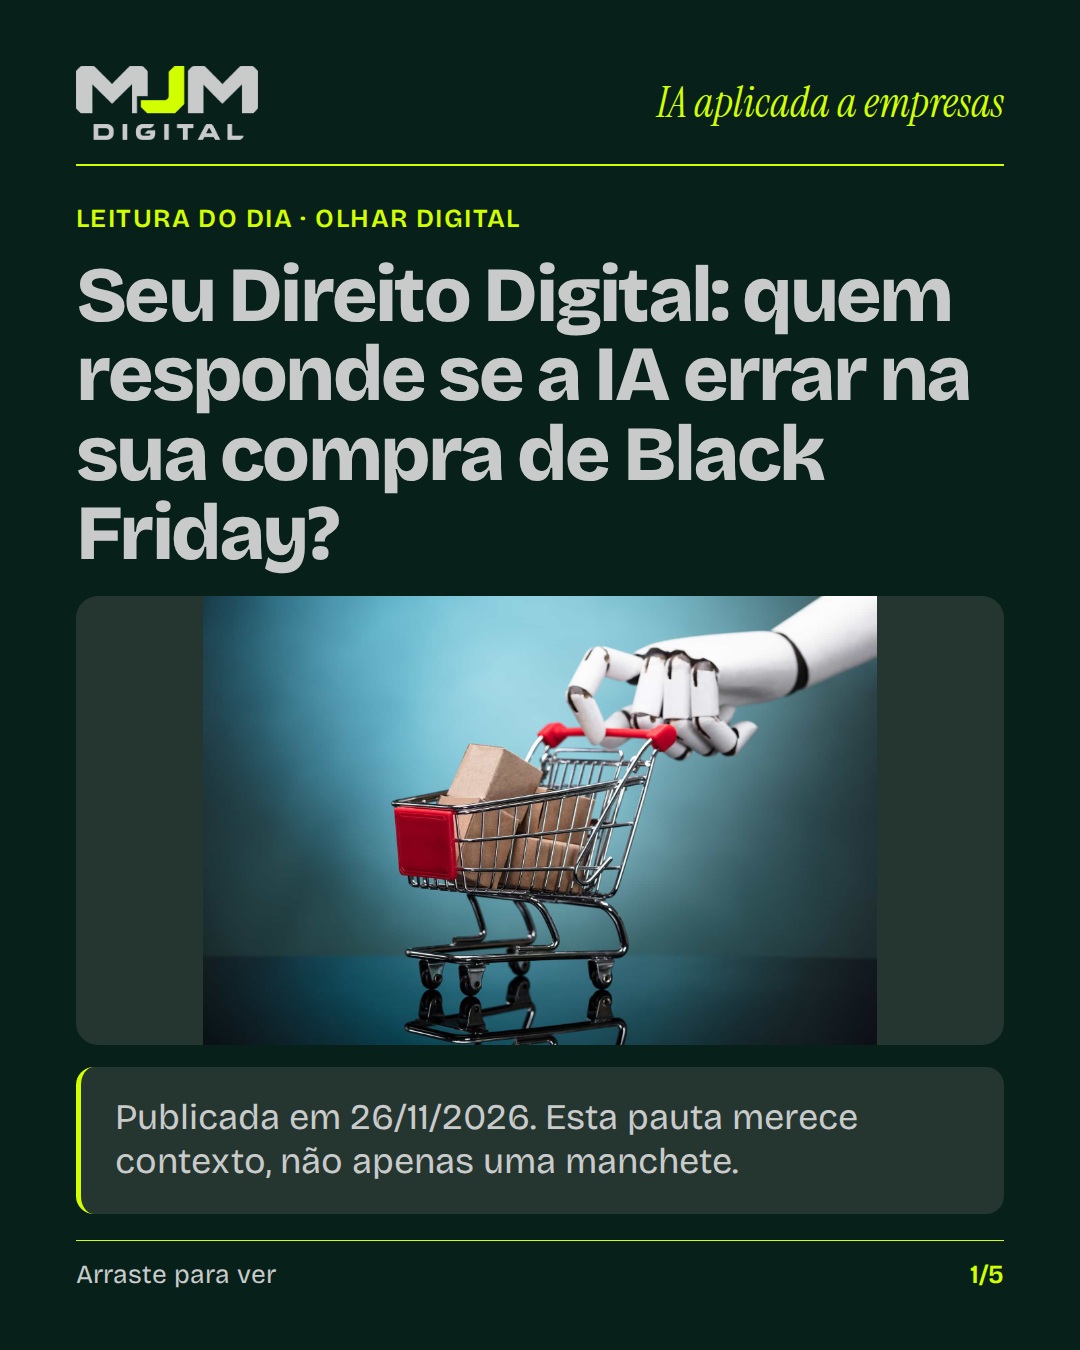 MJM
DIGITAL
IA aplicada a empresas
LEITURA DO DIA · OLHAR DIGITAL
Seu Direito Digital: quem
responde se a IA errar na
sua compra de Black
Friday?
Publicada em 26/11/2026. Esta pauta merece
contexto, não apenas uma manchete.
Arraste para ver
1/5